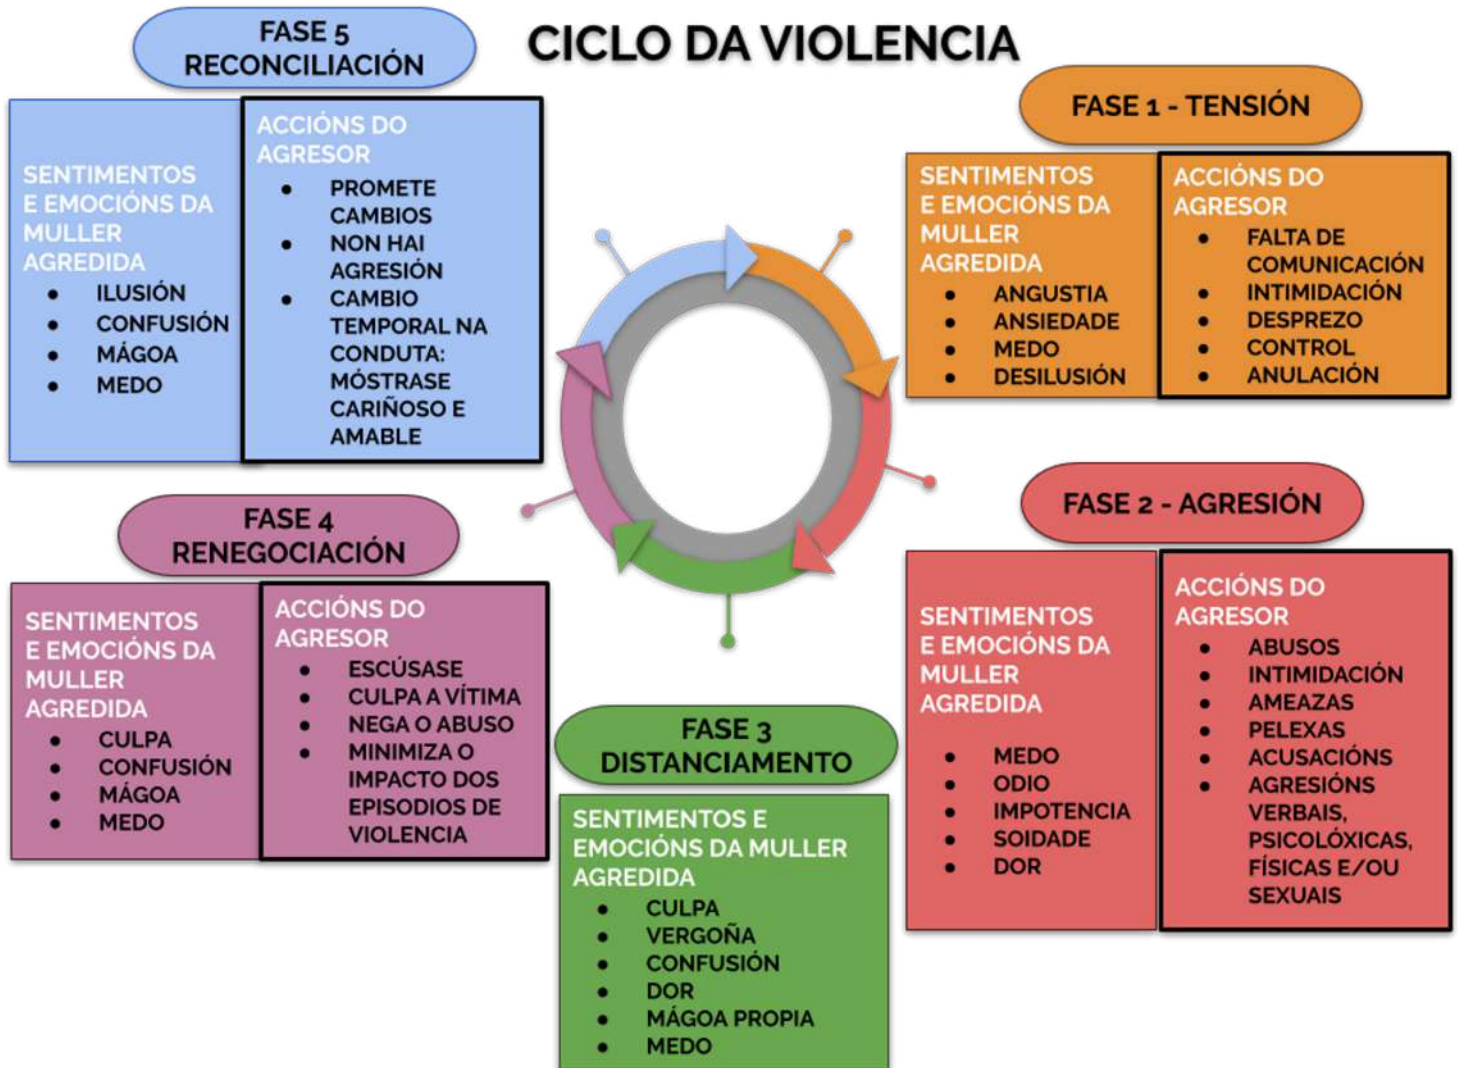 CICLO DA VIOLENCIA
FASE 1 - TENSIÓN
SENTIMENTOS
E EMOCIÓNS DA
MULLER
AGREDIDA
● ANGUSTIA
● ANSIEDADE
● MEDO
● DESILUSIÓN
ACCIÓNS DO
AGRESOR
● FALTA DE
COMUNICACIÓN
● INTIMIDACIÓN
● DESPREZO
● CONTROL
● ANULACIÓN
FASE 2 - AGRESIÓN
SENTIMENTOS
E EMOCIÓNS DA
MULLER
AGREDIDA
● MEDO
● ODIO
● IMPOTENCIA
● SOIDADE
● DOR
ACCIÓNS DO
AGRESOR
● ABUSOS
● INTIMIDACIÓN
● AMEAZAS
● PELEXAS
● ACUSACIÓNS
● AGRESIÓNS
VERBAIS,
PSICOLÓXICAS,
FÍSICAS E/OU
SEXUAIS
FASE 3
DISTANCIAMENTO
SENTIMENTOS E
EMOCIÓNS DA MULLER
AGREDIDA
● CULPA
● VERGOÑA
● CONFUSIÓN
● DOR
● MÁGOA PROPIA
● MEDO
FASE 4
RENEGOCIACIÓN
SENTIMENTOS
E EMOCIÓNS DA
MULLER
AGREDIDA
● CULPA
● CONFUSIÓN
● MÁGOA
● MEDO
ACCIÓNS DO
AGRESOR
● ESCÚSASE
● CULPA A VÍTIMA
● NEGA O ABUSO
● MINIMIZA O
IMPACTO DOS
EPISODIOS DE
VIOLENCIA
FASE 5
RECONCILIACIÓN
SENTIMENTOS
E EMOCIÓNS DA
MULLER
AGREDIDA
● ILUSIÓN
● CONFUSIÓN
● MÁGOA
● MEDO
ACCIÓNS DO
AGRESOR
● PROMETE
CAMBIOS
● NON HAI
AGRESIÓN
● CAMBIO
TEMPORAL NA
CONDUTA:
MÓSTRASE
CARIÑOSO E
AMABLE